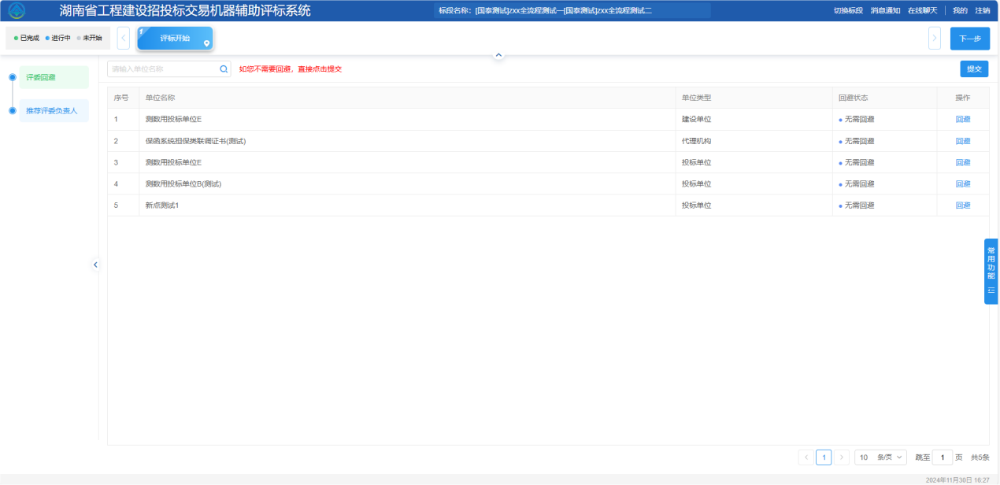 湖南省工程建设招投标交易机器辅助评标系统 标段名称：[国泰测试]zxx全流程测试一-[国泰测试]zxx全流程测试二 切换标段 消息通知 在线聊天 我的 注销
已完成 进行中 未开始 1 评标开始 下一步
评委回避
推荐评委负责人
请输入单位名称 如您不需要回避，直接点击提交 提交
序号 单位名称 单位类型 回避状态 操作
1 测数用投标单位E 建设单位 无需回避 回避
2 保函系统担保类联调证书(测试) 代理机构 无需回避 回避
3 测数用投标单位E 投标单位 无需回避 回避
4 测数用投标单位B(测试) 投标单位 无需回避 回避
5 新点测试1 投标单位 无需回避 回避
常用功能
1 10 条/页 跳至 1 页 共5条
2024年11月30日 16:27